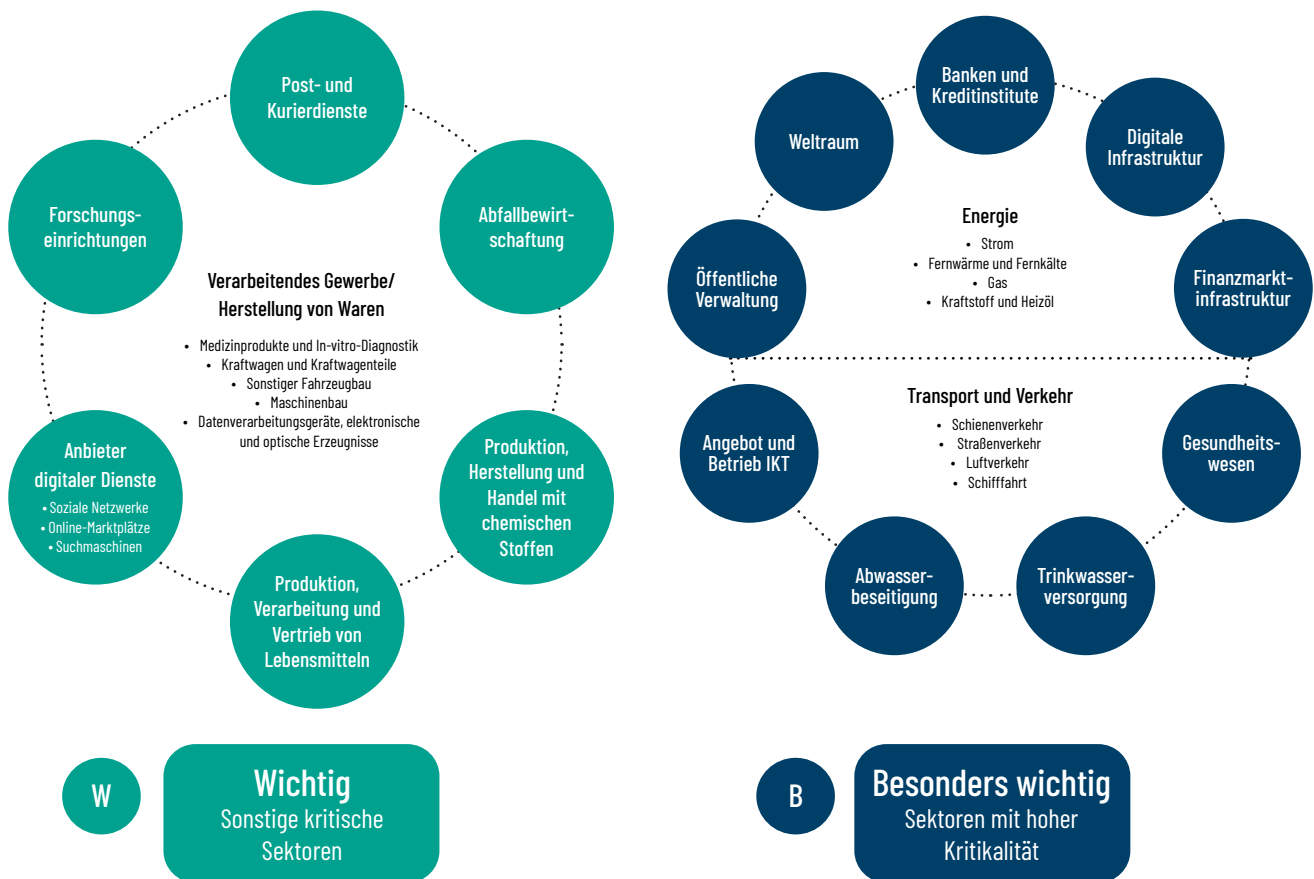 Post- und
Kurierdienste
Forschungs-
einrichtungen
Abfallbewirt-
schaftung
Verarbeitendes Gewerbe/
Herstellung von Waren
• Medizinprodukte und In-vitro-Diagnostik
• Kraftwagen und Kraftwagenteile
• Sonstiger Fahrzeugbau
• Maschinenbau
• Datenverarbeitungsgeräte, elektronische
und optische Erzeugnisse
Anbieter
digitaler Dienste
• Soziale Netzwerke
• Online-Marktplätze
• Suchmaschinen
Produktion,
Herstellung und
Handel mit
chemischen
Stoffen
Produktion,
Verarbeitung und
Vertrieb von
Lebensmitteln
W
Wichtig
Sonstige kritische
Sektoren
Banken und
Kreditinstitute
Weltraum
Digitale
Infrastruktur
Energie
• Strom
• Fernwärme und Fernkälte
• Gas
• Kraftstoff und Heizöl
Öffentliche
Verwaltung
Finanzmarkt-
infrastruktur
Transport und Verkehr
• Schienenverkehr
• Straßenverkehr
• Luftverkehr
• Schifffahrt
Angebot und
Betrieb IKT
Gesundheits-
wesen
Abwasser-
beseitigung
Trinkwasser-
versorgung
B
Besonders wichtig
Sektoren mit hoher
Kritikalität